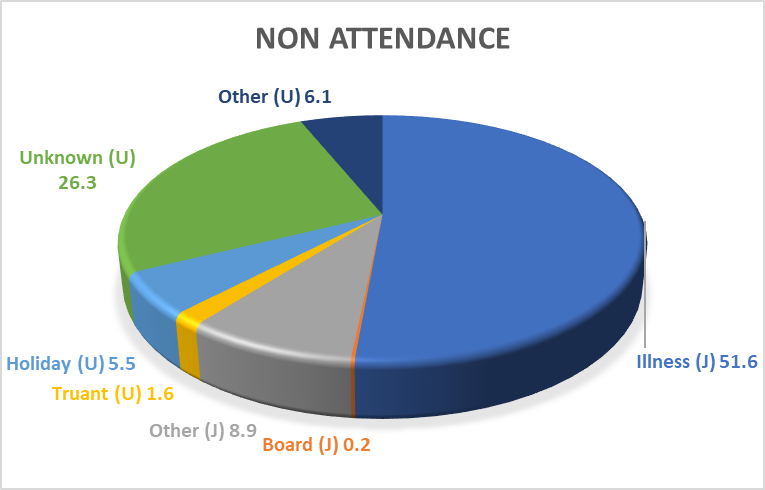 NON ATTENDANCE
Other (U) 6.1
Unknown (U)
26.3
Illness (J) 51.6
Holiday (U) 5.5
Truant (U) 1.6
Other (J) 8.9
Board (J) 0.2